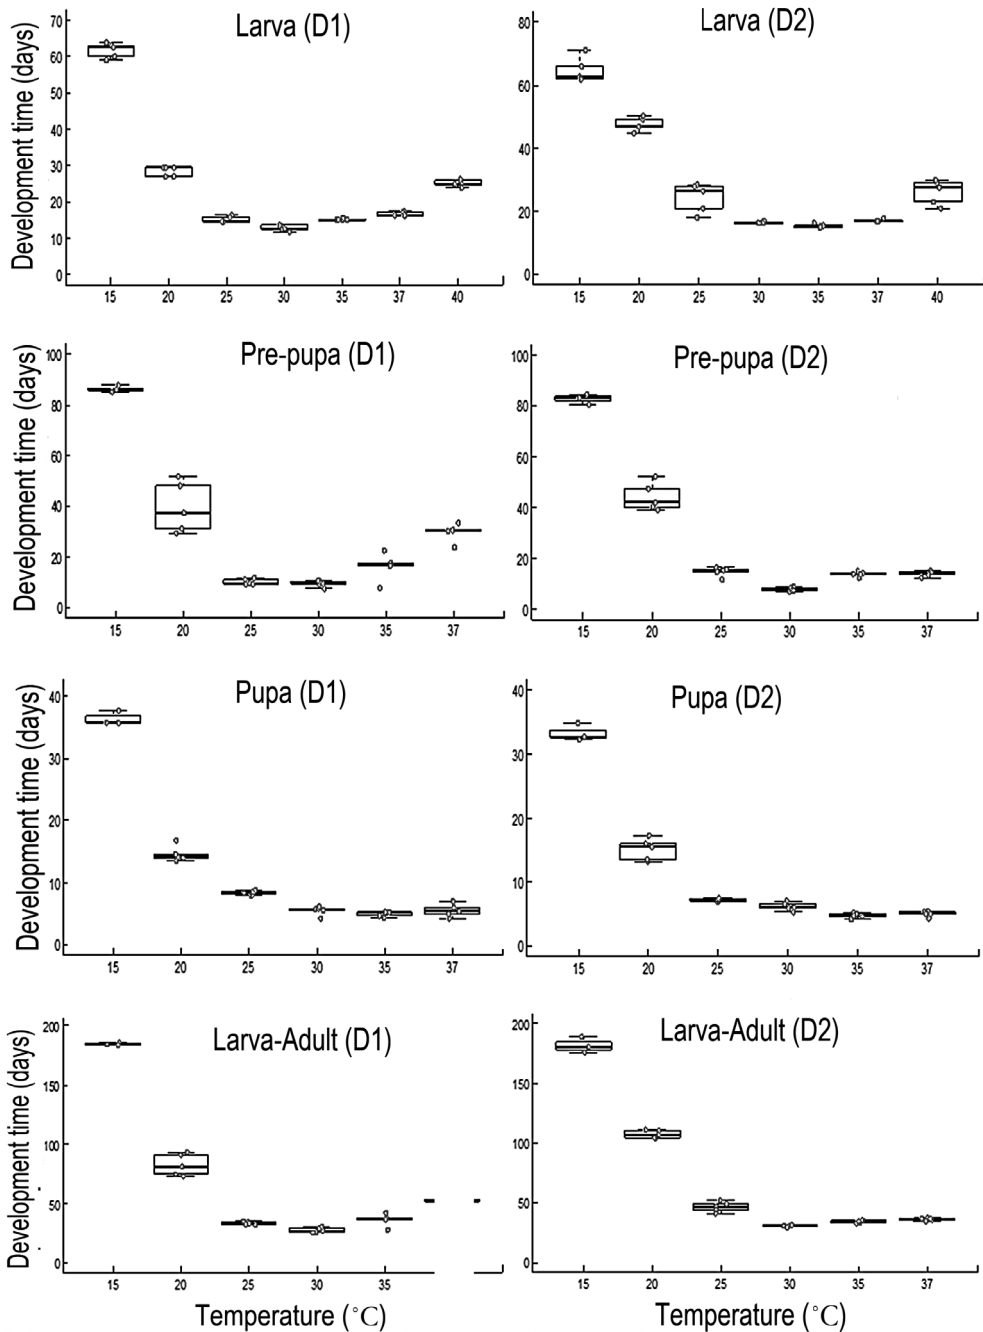 Larva (D1)
Development time (days)
70
60
50
40
30
20
10
0
15 20 25 30 35 37 40
Larva (D2)
80
60
40
20
0
15 20 25 30 35 37 40
Pre-pupa (D1)
Development time (days)
100
80
60
40
20
0
15 20 25 30 35 37
Pre-pupa (D2)
100
80
60
40
20
0
15 20 25 30 35 37
Pupa (D1)
Development time (days)
40
30
20
10
0
15 20 25 30 35 37
Pupa (D2)
40
30
20
10
0
15 20 25 30 35 37
Larva-Adult (D1)
Development time (days)
200
150
100
50
0
15 20 25 30 35
Temperature (°C)
Larva-Adult (D2)
200
150
100
50
0
15 20 25 30 35 37
Temperature (°C)